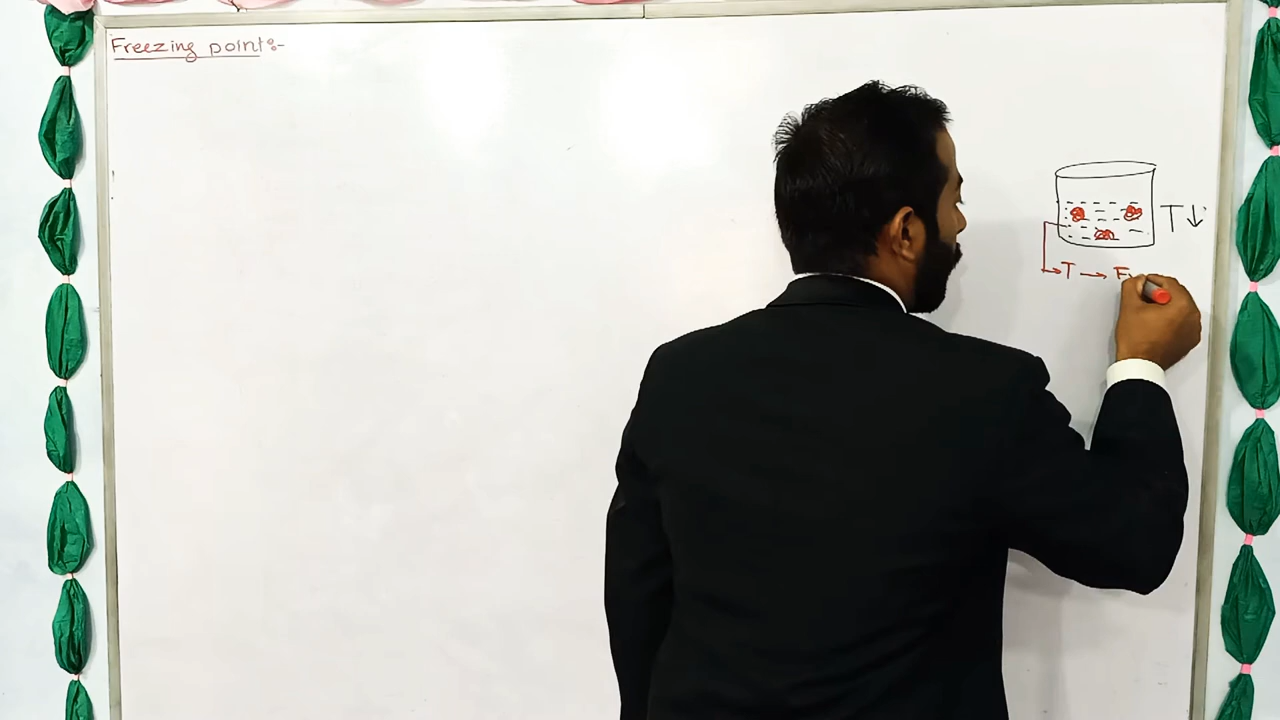 Freezing point:-
T↓
T → F